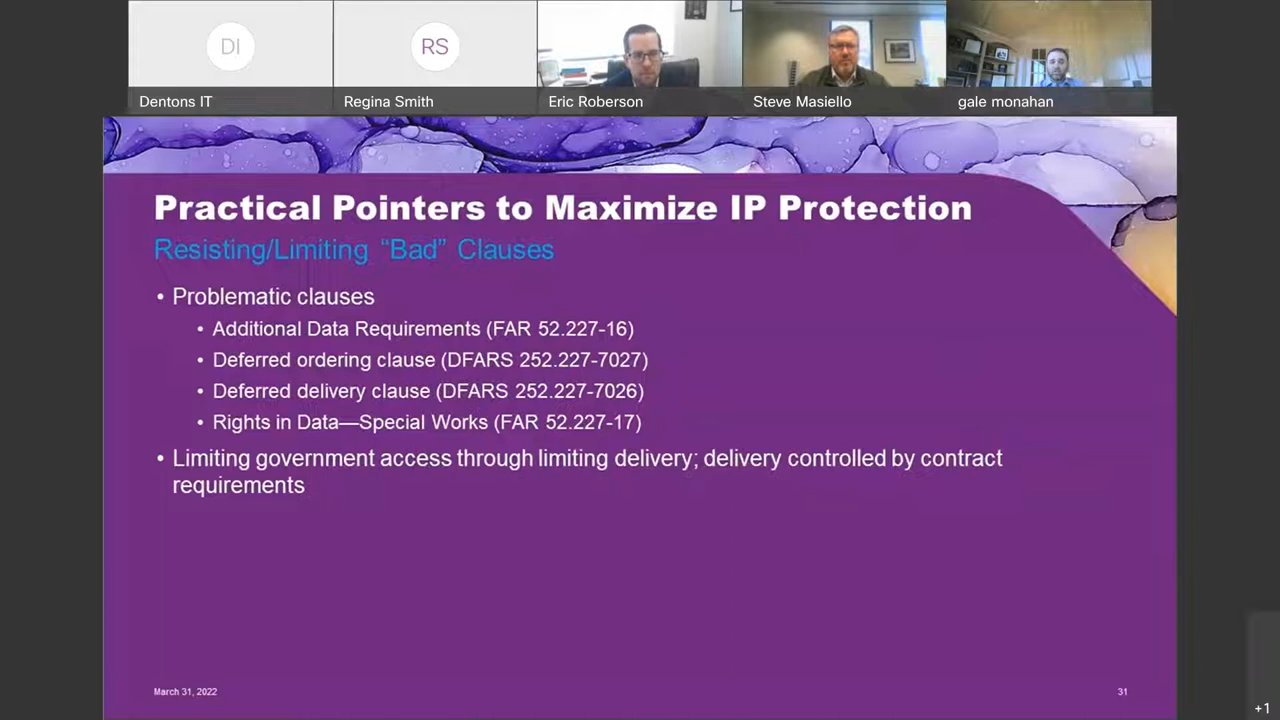 DI
RS
Dentons IT
Regina Smith
Eric Roberson
Steve Masiello
gale monahan
Practical Pointers to Maximize IP Protection
Resisting/Limiting “Bad” Clauses
• Problematic clauses
• Additional Data Requirements (FAR 52.227-16)
• Deferred ordering clause (DFARS 252.227-7027)
• Deferred delivery clause (DFARS 252.227-7026)
• Rights in Data—Special Works (FAR 52.227-17)
• Limiting government access through limiting delivery; delivery controlled by contract
requirements
March 31, 2022
31
+1